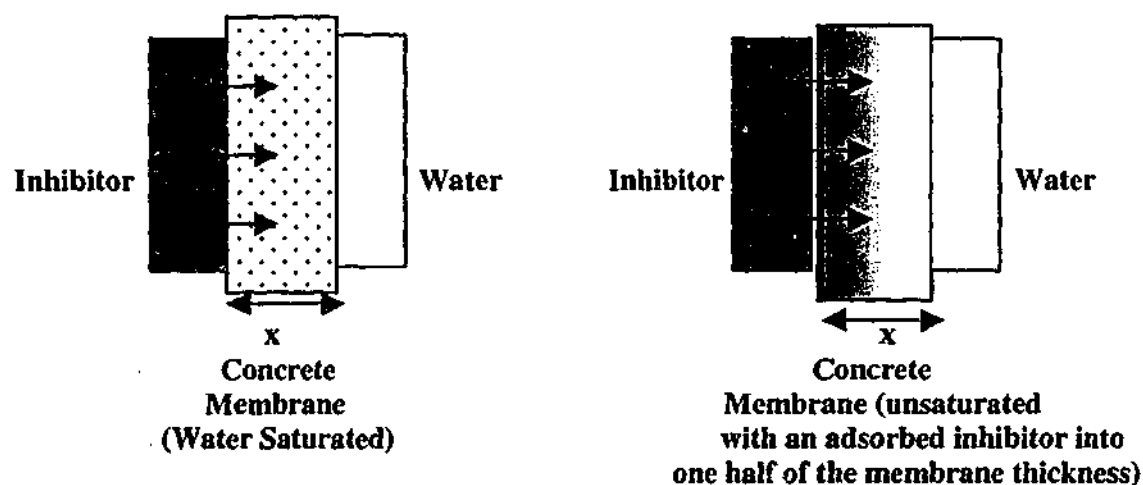 Inhibitor
Water
x
Concrete
Membrane
(Water Saturated)
Inhibitor
Water
x
Concrete
Membrane (unsaturated
with an adsorbed inhibitor into
one half of the membrane thickness)